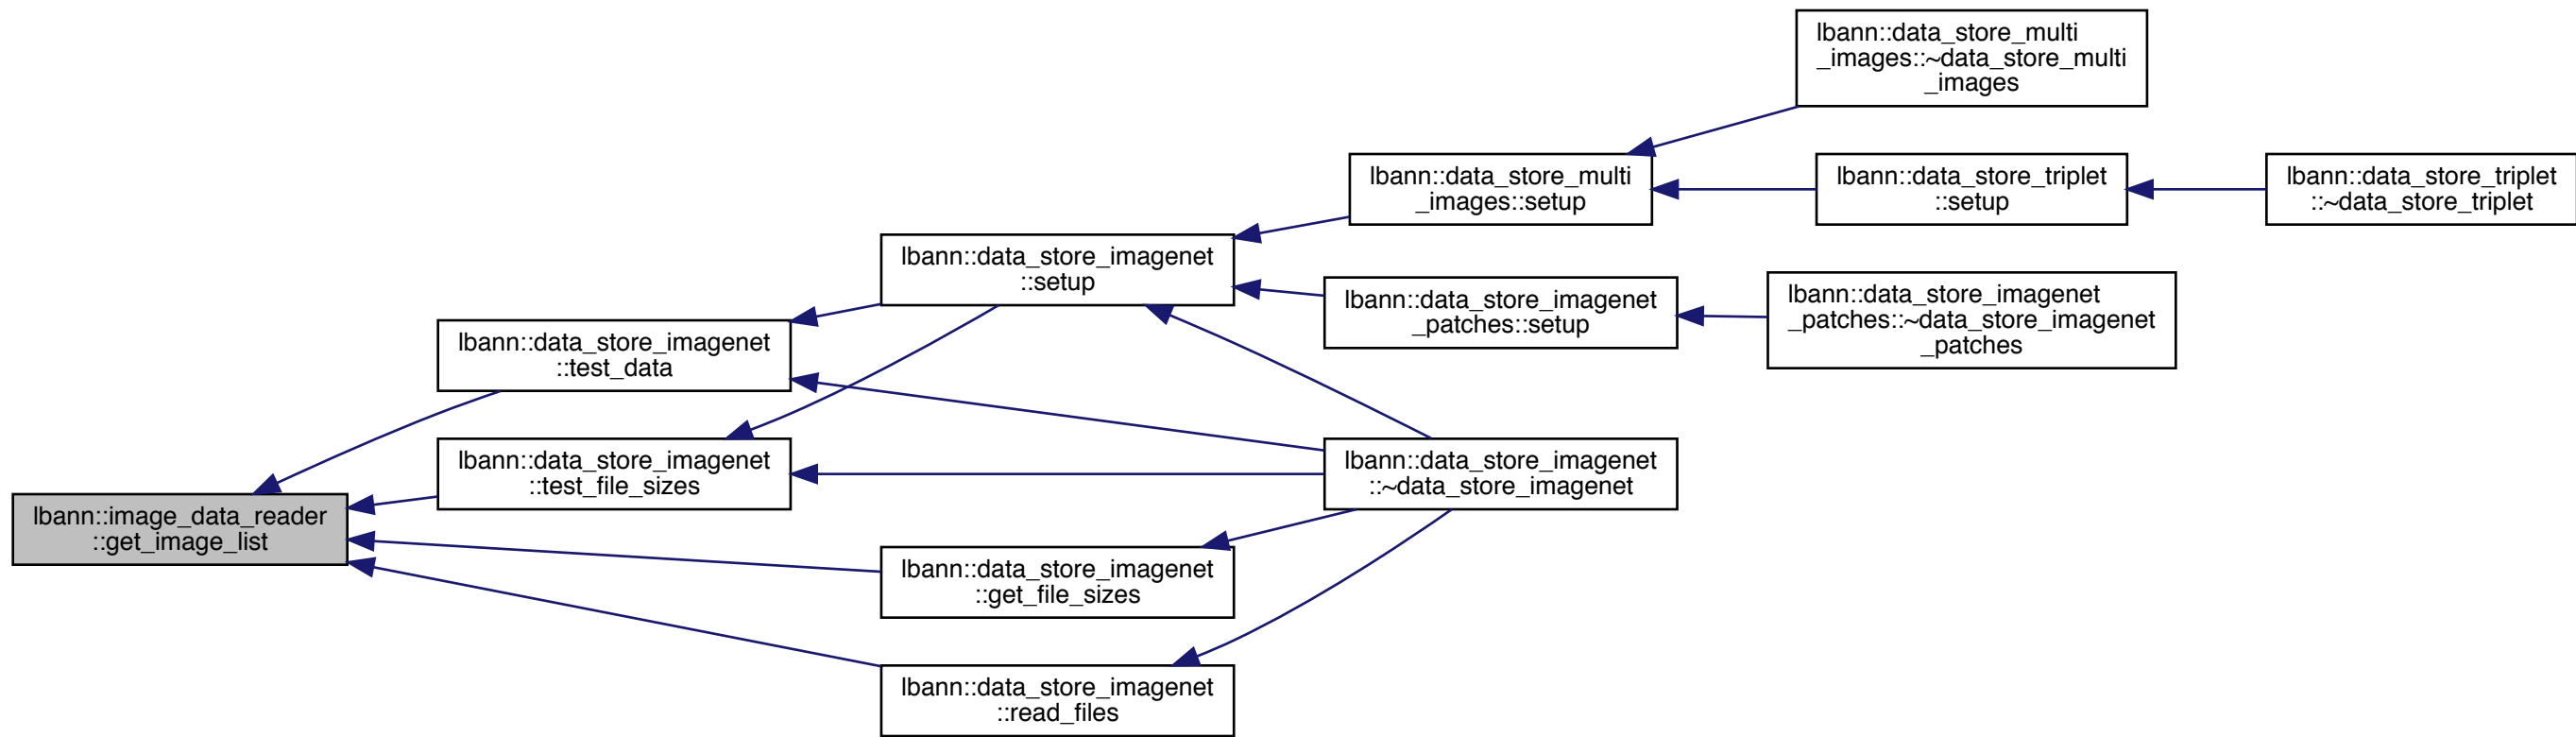 lbann::data_store_multi
_images::~data_store_multi
_images
lbann::data_store_multi
_images::setup
lbann::data_store_triplet
::setup
lbann::data_store_triplet
::~data_store_triplet
lbann::data_store_imagenet
::setup
lbann::data_store_imagenet
_patches::setup
lbann::data_store_imagenet
_patches::~data_store_imagenet
_patches
lbann::data_store_imagenet
::test_data
lbann::data_store_imagenet
::test_file_sizes
lbann::data_store_imagenet
::~data_store_imagenet
lbann::image_data_reader
::get_image_list
lbann::data_store_imagenet
::get_file_sizes
lbann::data_store_imagenet
::read_files